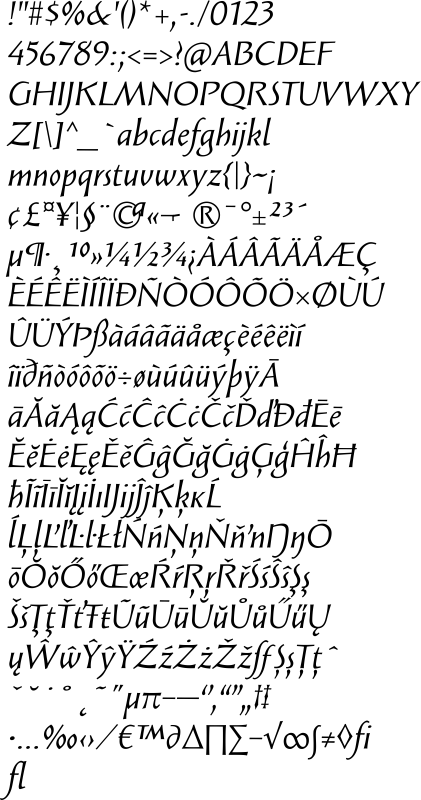 !"#$%&'()*+,-./0123
456789:;<=>?@ABCDEF
GHIJKLMNOPQRSTUVWXY
Z[\]^_`abcdefghijkl
mnopqrstuvwxyz{|}~¡
¢£¤¥¦§¨©ª«¬­®¯°±²³´
µ¶·¸¹º»¼½¾¿ÀÁÂÃÄÅÆÇ
ÈÉÊËÌÍÎÏÐÑÒÓÔÕÖ×ØÙÚ
ÛÜÝÞßàáâãäåæçèéêëìí
îïðñòóôõö÷øùúûüýþÿĀ
āĂăĄąĆćĈĉĊċČčĎďĐđĒē
ĔĕĖėĘęĚěĜĝĞğĠġĢģĤĥĦ
ħĨĩĪīĬĭĮįİıĲĳĴĵĶķĸĹ
ĺĻļĽľĿŀŁłŃńŅņŇňŉŊŋŌ
ōŎŏŐőŒœŔŕŖŗŘřŚśŜŝŞş
ŠšŢţŤťŦŧŨũŪūŬŭŮůŰűŲ
ųŴŵŶŷŸŹźŻżŽžſƒȘșȚțˆ
ˇ˘˙˚˛˜˝µπ–—‘’‚“”„†‡
•…‰‹›⁄€™∂∆∏∑−√∞∫≠◊ﬁ
ﬂ